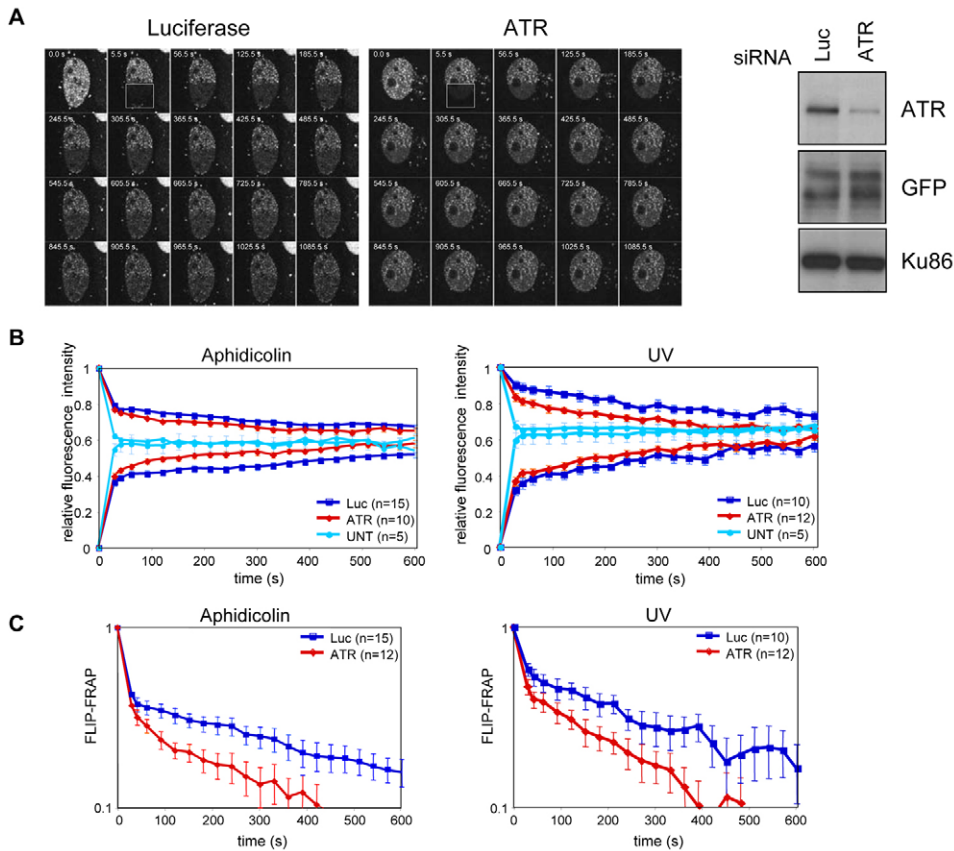 A
Luciferase
ATR
0.0 s 5.5 s 56.5 s 125.5 s 185.5 s
245.5 s 305.5 s 365.5 s 425.5 s 485.5 s
545.5 s 605.5 s 665.5 s 725.5 s 785.5 s
845.5 s 905.5 s 965.5 s 1025.5 s 1085.5 s
0.0 s 5.5 s 56.5 s 125.5 s 185.5 s
245.5 s 305.5 s 365.5 s 425.5 s 485.5 s
545.5 s 605.5 s 665.5 s 725.5 s 785.5 s
845.5 s 905.5 s 965.5 s 1025.5 s 1085.5 s
siRNA Luc ATR
ATR
GFP
Ku86
B
Aphidicolin
relative fluorescence intensity
1
0.8
0.6
0.4
0.2
0
Luc (n=15)
ATR (n=10)
UNT (n=5)
0 100 200 300 400 500 600
time (s)
UV
relative fluorescence intensity
1
0.8
0.6
0.4
0.2
0
Luc (n=10)
ATR (n=12)
UNT (n=5)
0 100 200 300 400 500 600
time (s)
C
Aphidicolin
FLIP-FRAP
1
0.1
Luc (n=15)
ATR (n=12)
0 100 200 300 400 500 600
time (s)
UV
FLIP-FRAP
1
0.1
Luc (n=10)
ATR (n=12)
0 100 200 300 400 500 600
time (s)